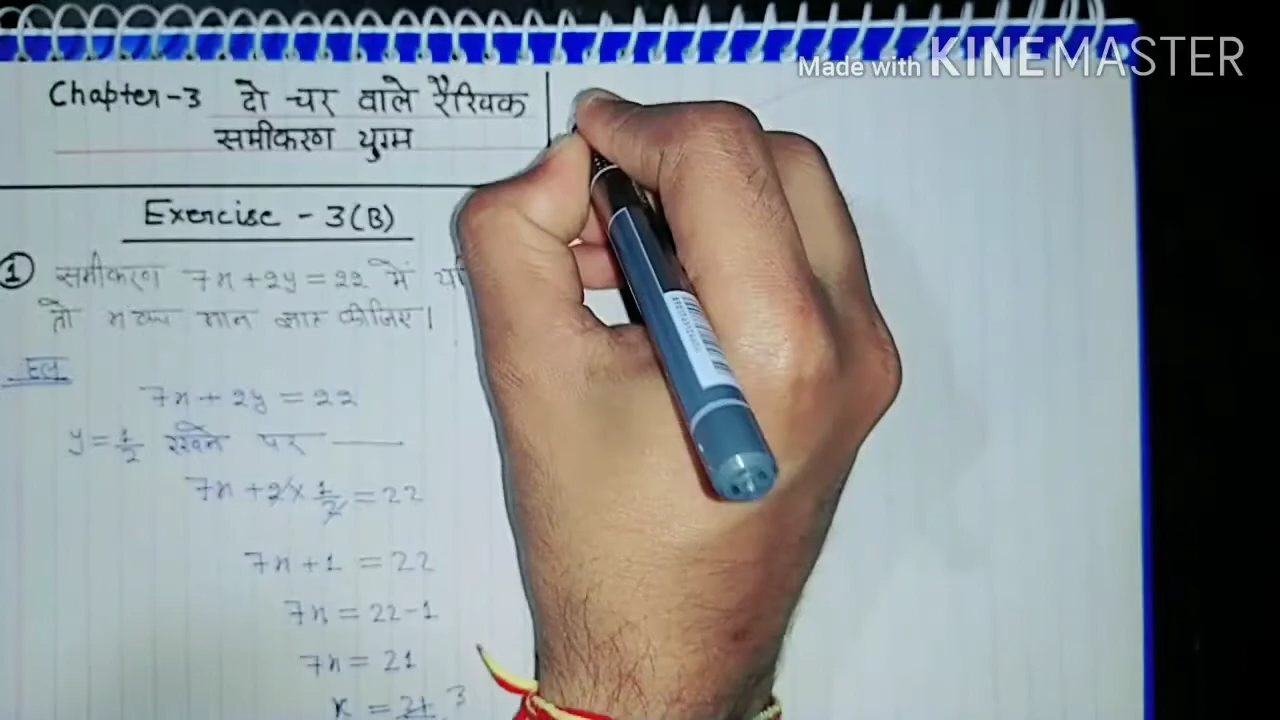 Made with KINEMASTER
Chapter-3 दो चर वाले रैखिक
समीकरण युग्म
Exercise - 3(B)
① समीकरण 7x + 2y = 22 में
तो x का मान ज्ञात कीजिए।
हल
7x + 2y = 22
y = 1/2 रखने पर
7x + 2 × 1/2 = 22
7x + 1 = 22
7x = 22 - 1
7x = 21
x = 21 3